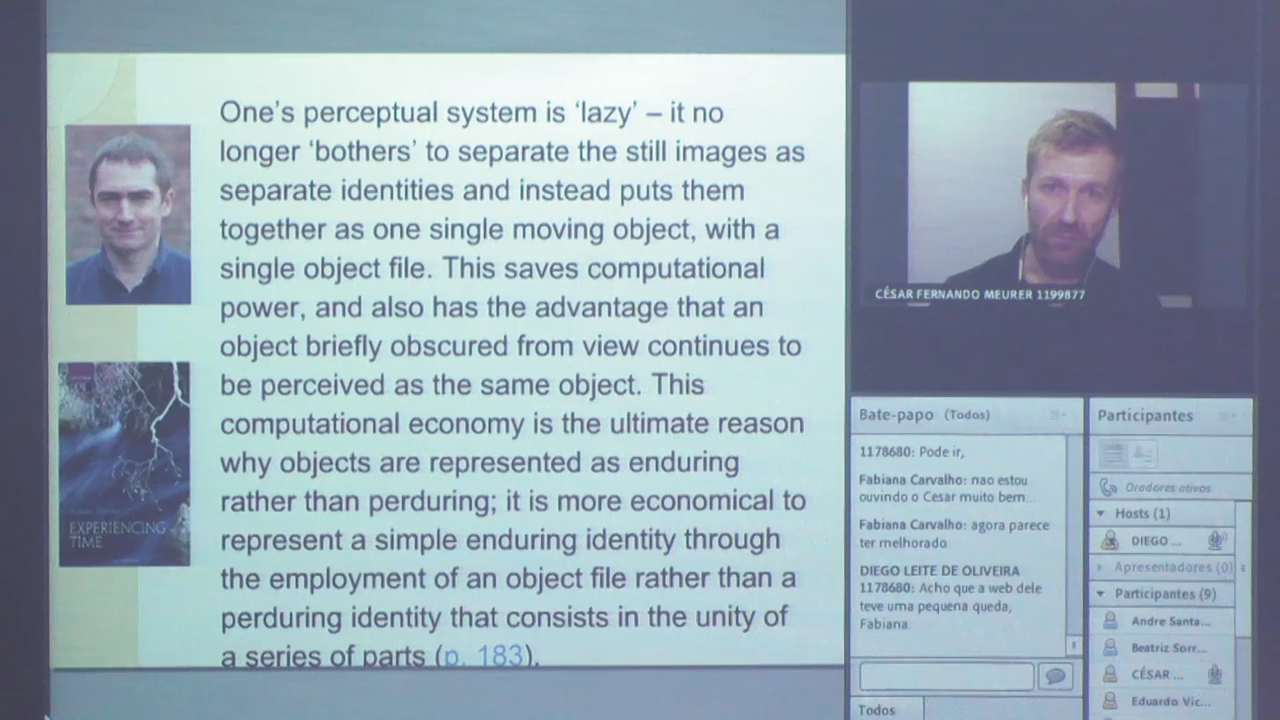 One's perceptual system is 'lazy' – it no
longer 'bothers' to separate the still images as
separate identities and instead puts them
together as one single moving object, with a
single object file. This saves computational
power, and also has the advantage that an
object briefly obscured from view continues to
be perceived as the same object. This
computational economy is the ultimate reason
why objects are represented as enduring
rather than perduring; it is more economical to
represent a simple enduring identity through
the employment of an object file rather than a
perduring identity that consists in the unity of
a series of parts (p. 183).
EXPERIENCING
TIME
CÉSAR FERNANDO MEURER 1199877
Bate-papo (Todos)
1178680: Pode ir,
Fabiana Carvalho: nao estou
ouvindo o Cesar muito bem...
Fabiana Carvalho: agora parece
ter melhorado
DIEGO LEITE DE OLIVEIRA
1178680: Acho que a web dele
teve uma pequena queda,
Fabiana.
Todos
Participantes
Oradores ativos
Hosts (1)
DIEGO ...
Apresentadores (0)
Participantes (9)
Andre Santa...
Beatriz Sorr...
CÉSAR ...
Eduardo Vic...